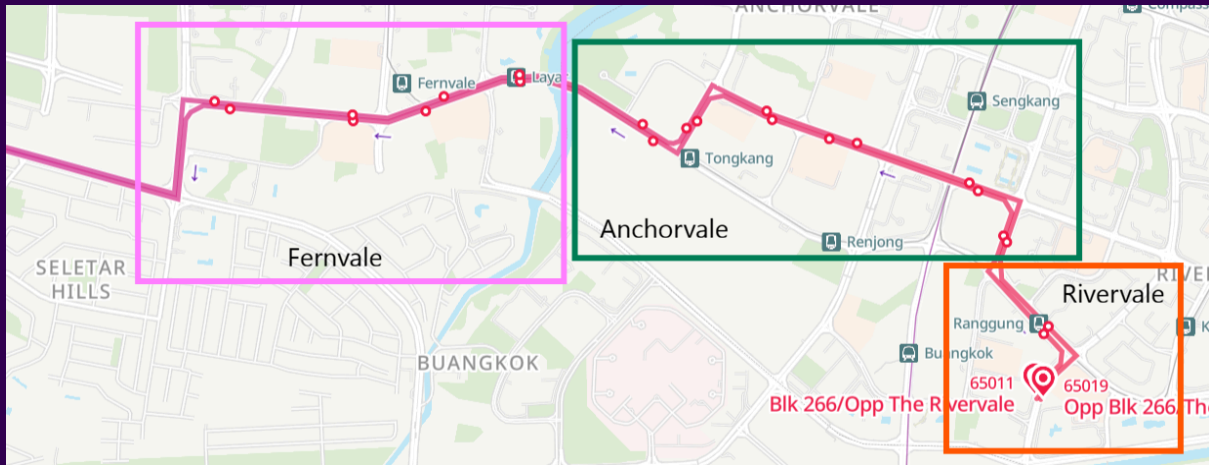 ANCHORVALE
Compass
Fernvale
Layar
Sengkang
Tongkang
Anchorvale
Renjong
Fernvale
SELETAR
HILLS
RIVER
Rivervale
Ranggung
K
BUANGKOK
Buangkok
65011
65019
Blk 266/Opp The Rivervale
Opp Blk 266/The